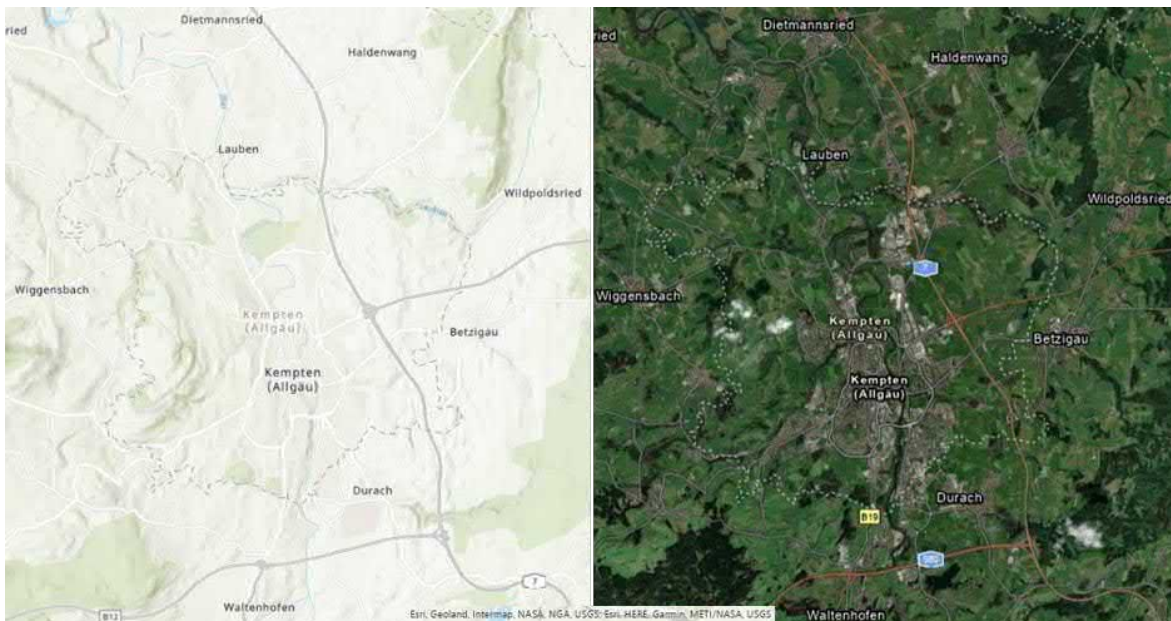 Dietmannsried
ried
Haldenwang
Lauben
Wildpoldsried
Wiggensbach
Kempten
(Allgäu)
Betzigau
Kempten
(Allgäu)
Durach
7
Waltenhofen
B12
Dietmannsried
ried
Haldenwang
Lauben
Wildpoldsried
7
Wiggensbach
Kempten
(Allgäu)
Betzigau
Kempten
(Allgäu)
Durach
B19
980
Waltenhofen
Esri, Geoland, Intermap, NASA, NGA, USGS; Esri, HERE, Garmin, METI/NASA, USGS